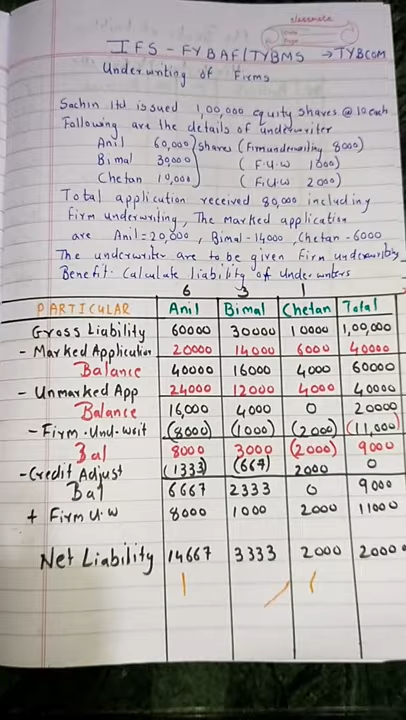 IFS - FYBAF/TYBMS → TYBCOM
Underwriting of Firms
Sachin ltd issued 1,00,000 equity shares @ 10 each
Following are the details of underwriter
Anil 60,000 shares (Firm underwriting 8000)
Bimal 30000 (F.U.W 1000)
Chetan 10,000 (F.U.W 2000)
Total application received 80,000 including
Firm underwriting, The Marked application
are Anil=20,000, Bimal-14000, Chetan-6000
The underwriter are to be given Firm underwriting
Benefit. Calculate liability of underwriters
6 3 1
PARTICULAR Anil Bimal Chetan Total
Gross Liability 60000 30000 10000 1,00,000
- Marked Application 20000 14000 6000 40000
Balance 40000 16000 4000 60000
- Unmarked App 24000 12000 4000 40000
Balance 16,000 4000 0 20000
- Firm-Und-writ (8000) (1000) (2000) (11,000)
Bal 8000 3000 (2000) 9000
- Credit Adjust (1333) (667) 2000 0
Bal 6667 2333 0 9000
+ Firm U.W 8000 1000 2000 11000
Net Liability 14667 3333 2000 2000